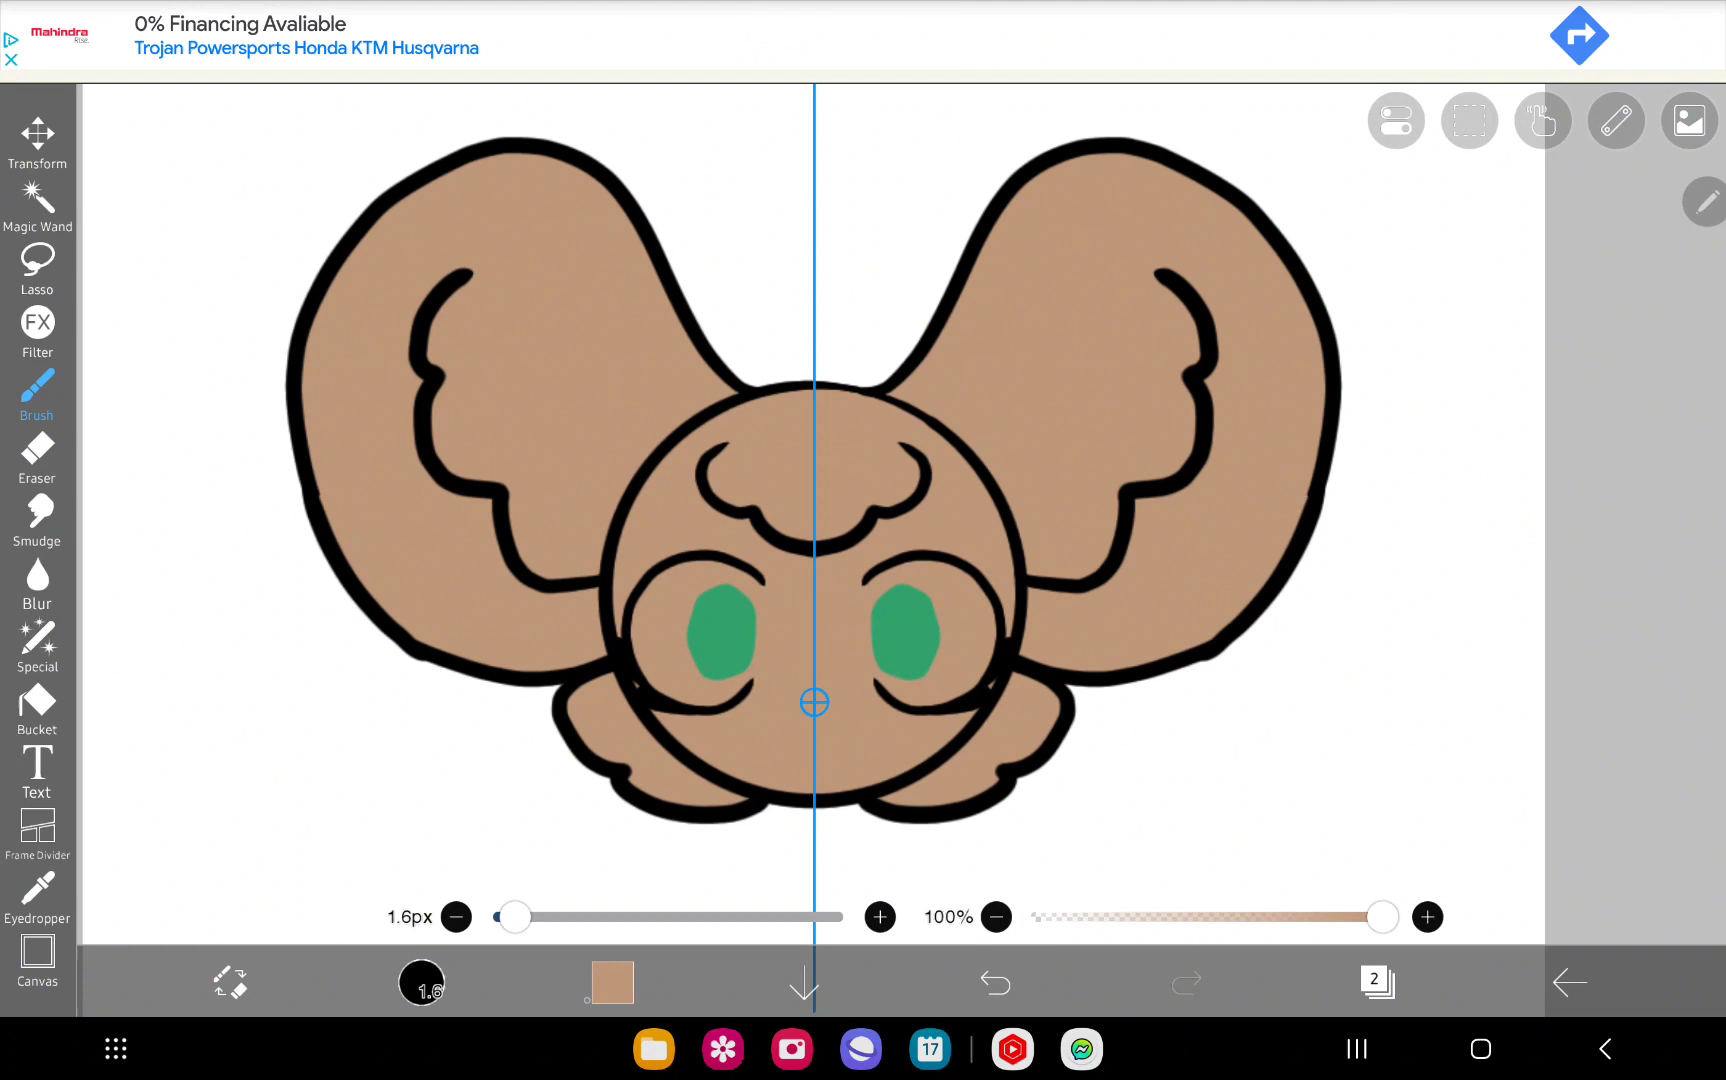 Mahindra
Rise.
0% Financing Avaliable
Trojan Powersports Honda KTM Husqvarna
Transform
Magic Wand
Lasso
FX
Filter
Brush
Eraser
Smudge
Blur
Special
Bucket
T
Text
Frame Divider
Eyedropper
Canvas
1.6px
100%
1.6
2
17